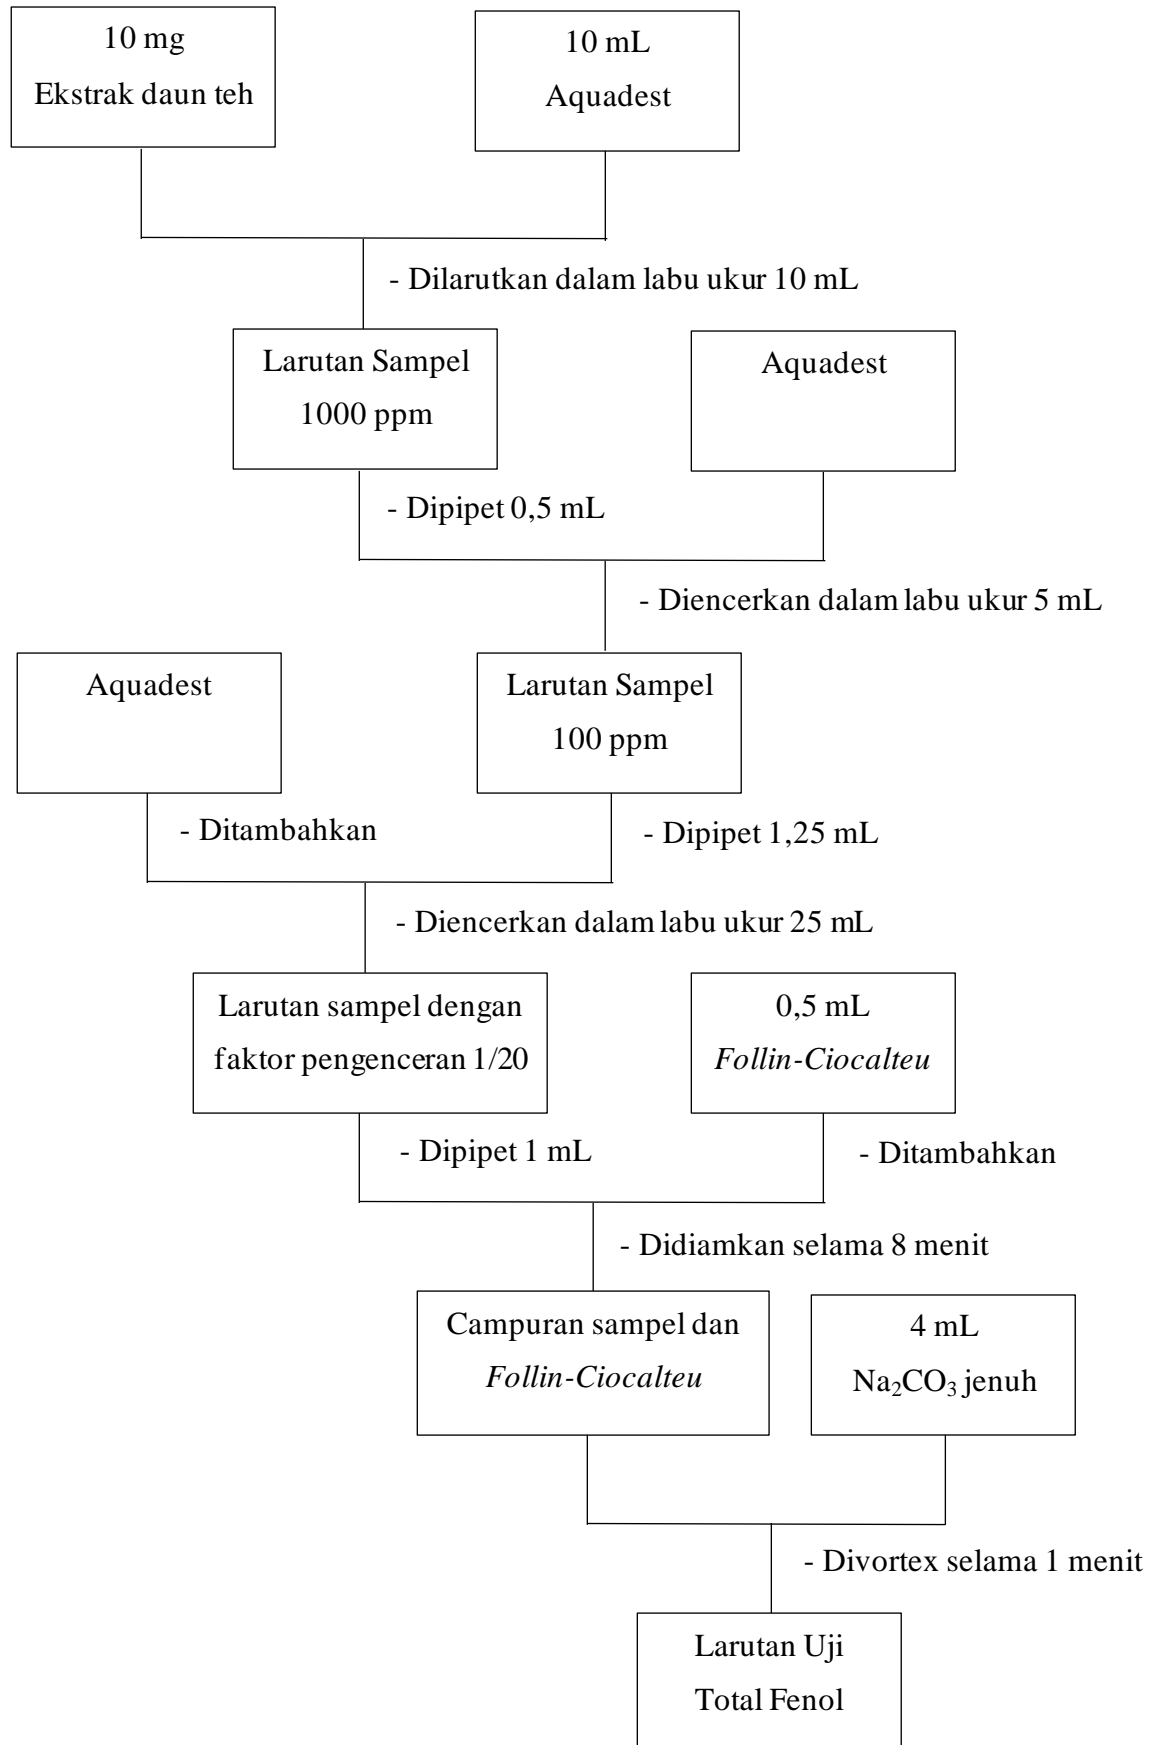 10 mg
Ekstrak daun teh
10 mL
Aquadest
- Dilarutkan dalam labu ukur 10 mL
Larutan Sampel
1000 ppm
Aquadest
- Dipipet 0,5 mL
- Diencerkan dalam labu ukur 5 mL
Aquadest
Larutan Sampel
100 ppm
- Ditambahkan
- Dipipet 1,25 mL
- Diencerkan dalam labu ukur 25 mL
Larutan sampel dengan
faktor pengenceran 1/20
0,5 mL
Follin-Ciocalteu
- Dipipet 1 mL
- Ditambahkan
- Didiamkan selama 8 menit
Campuran sampel dan
Follin-Ciocalteu
4 mL
Na₂CO₃ jenuh
- Divortex selama 1 menit
Larutan Uji
Total Fenol